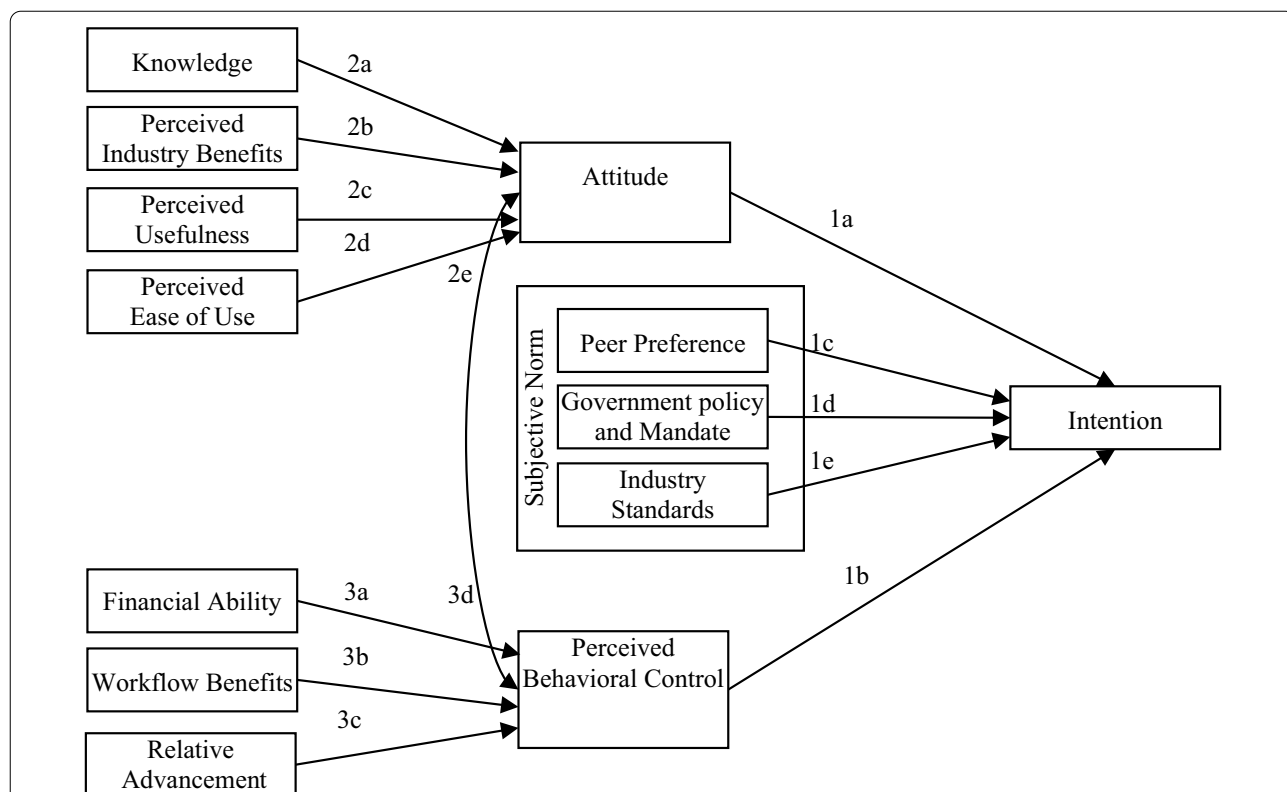 Knowledge
2a
Perceived
Industry Benefits
2b
Perceived
Usefulness
2c
Perceived
Ease of Use
2d
Attitude
2e
1a
Subjective Norm
Peer Preference
1c
Government policy
and Mandate
1d
Industry
Standards
1e
Intention
1b
Financial Ability
3a
3d
Workflow Benefits
3b
Relative
Advancement
3c
Perceived
Behavioral Control